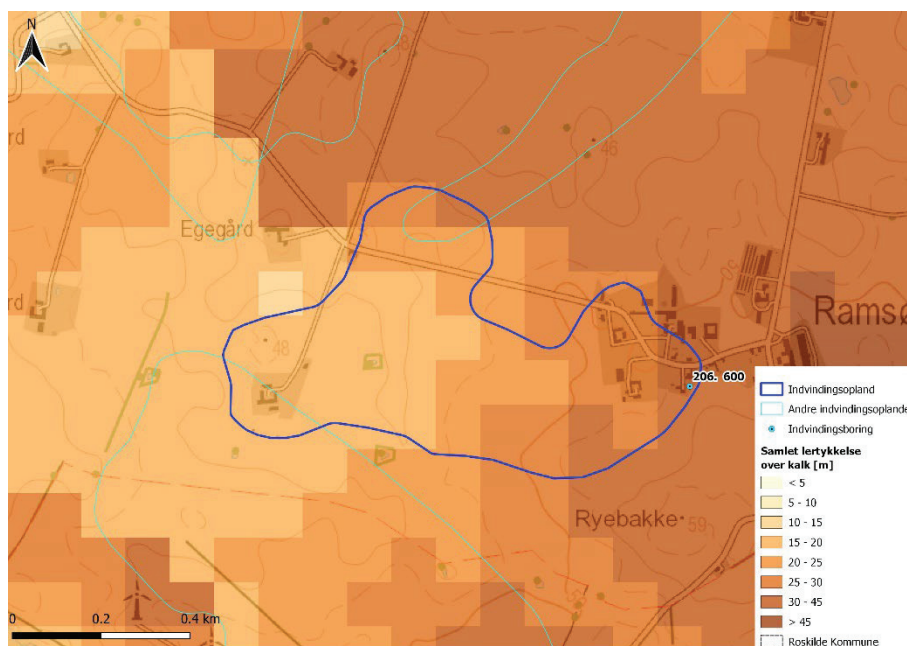 N
Egegård
rd
rd
48
46
50
Ramsø
206. 600
Ryebakke
59
0 0.2 0.4 km
Indvindingsopland
Andre indvindingsoplande
Indvindingsboring
Samlet lertykkelse
over kalk [m]
< 5
5 - 10
10 - 15
15 - 20
20 - 25
25 - 30
30 - 45
> 45
Roskilde Kommune